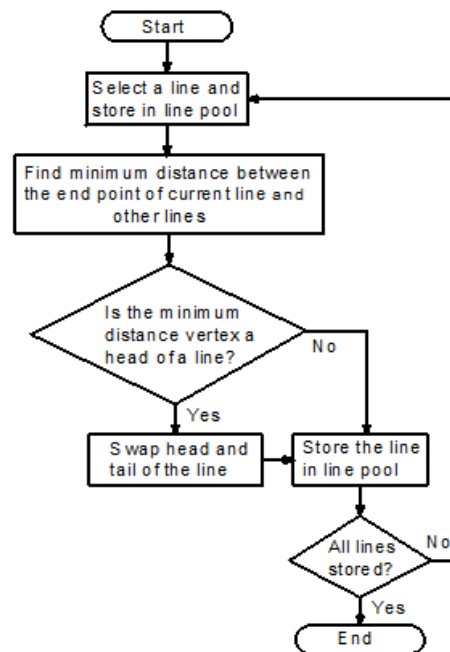 Start
Select a line and
store in line pool
Find minimum distance between
the end point of current line and
other lines
Is the minimum
distance vertex a
head of a line?
No
Yes
Swap head and
tail of the line
Store the line
in line pool
All lines
stored?
No
Yes
End